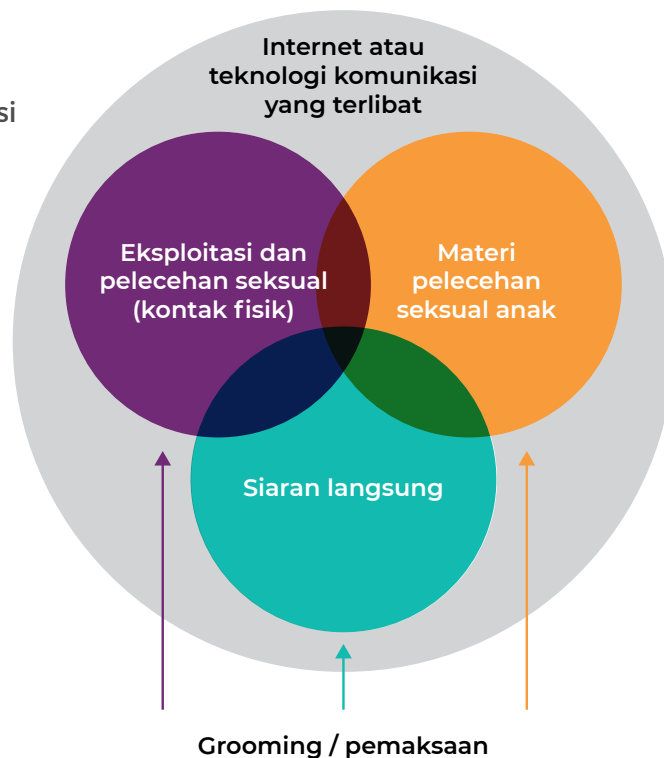 Internet atau
teknologi komunikasi
yang terlibat
si
Eksploitasi dan
pelecehan seksual
(kontak fisik)
Materi
pelecehan
seksual anak
Siaran langsung
Grooming / pemaksaan